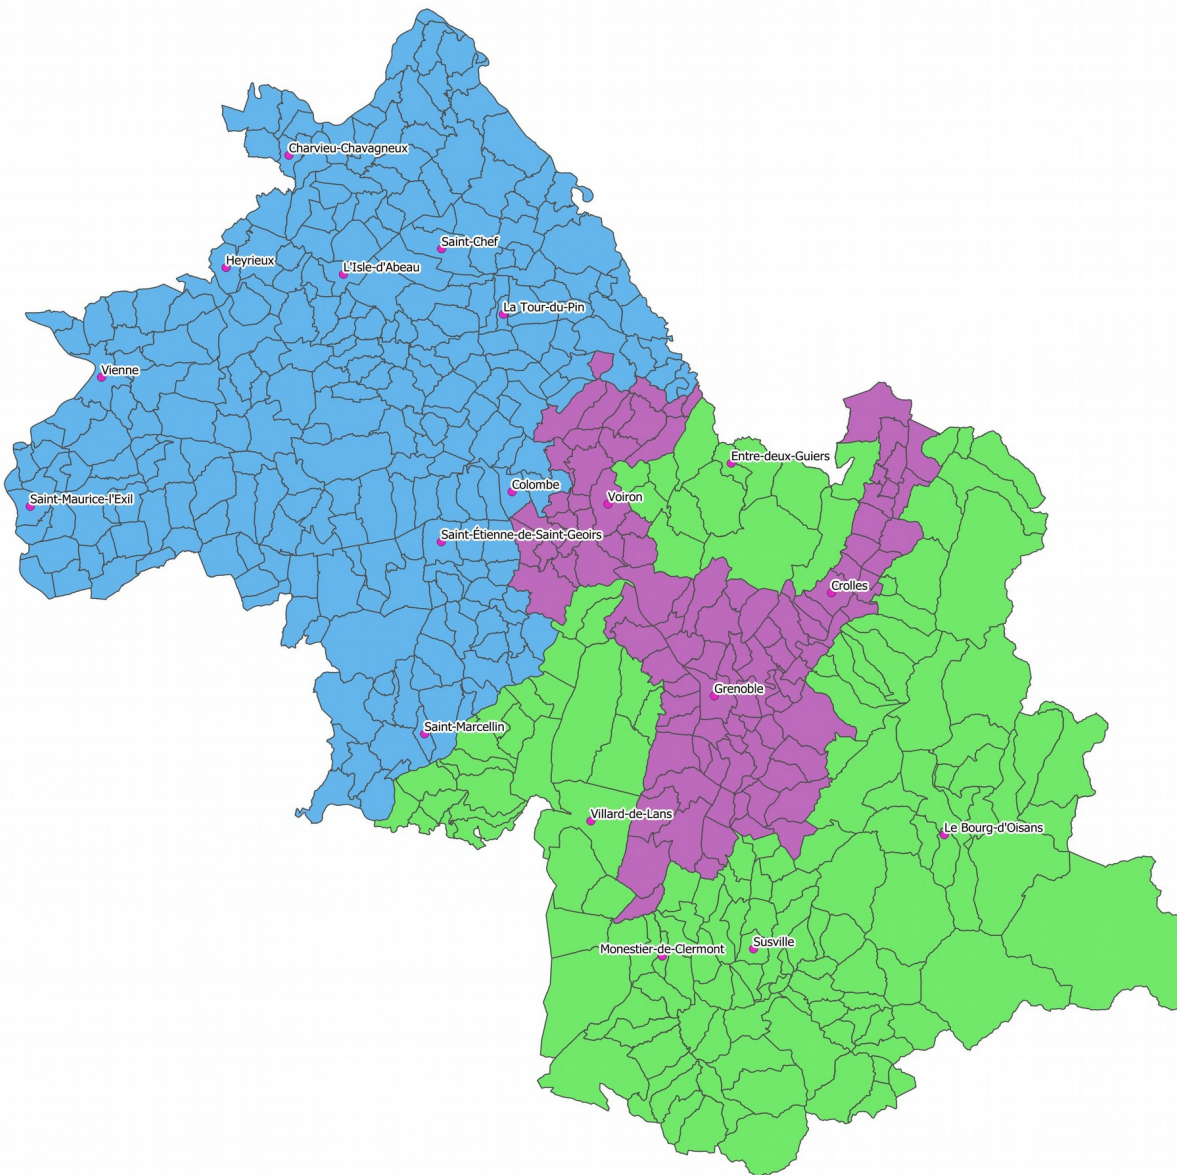 Charvieu-Chavagneux
Saint-Chef
Heyrieux
L'Isle-d'Abeau
La Tour-du-Pin
Vienne
Entre-deux-Guiers
Colombe
Saint-Maurice-l'Exil
Voiron
Saint-Étienne-de-Saint-Geoirs
Crolles
Grenoble
Saint-Marcellin
Villard-de-Lans
Le Bourg-d'Oisans
Susville
Monestier-de-Clermont